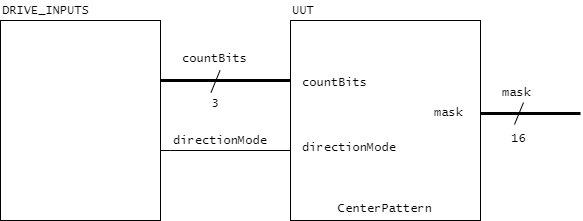 DRIVE_INPUTS
UUT
countBits
countBits
3
mask
mask
16
directionMode
directionMode
CenterPattern